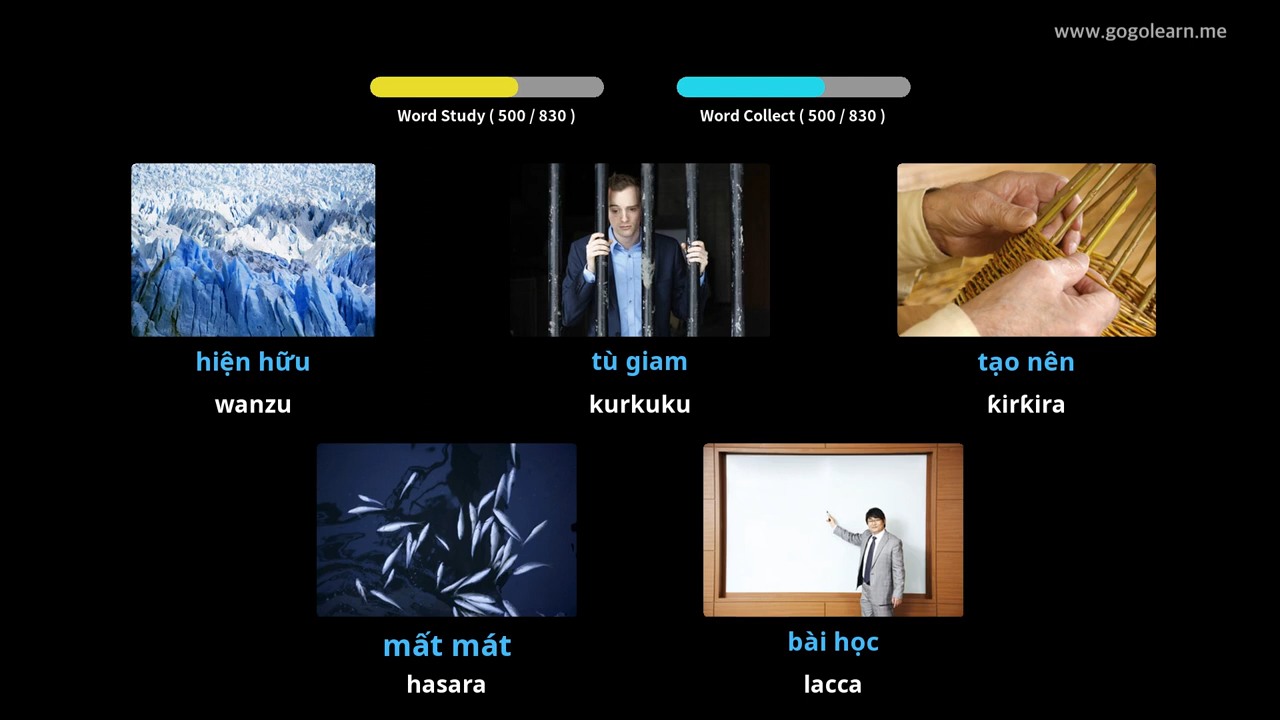 www.gogolearn.me
Word Study ( 500 / 830 )
Word Collect ( 500 / 830 )
hiện hữu
wanzu
tù giam
kurkuku
tạo nên
ƙirƙira
mất mát
hasara
bài học
lacca